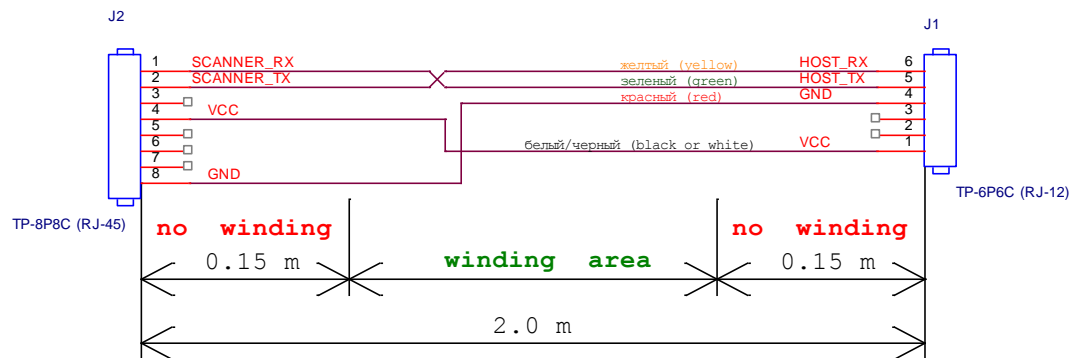 J2
J1
1 SCANNER_RX желтый (yellow) HOST_RX 6
2 SCANNER_TX зеленый (green) HOST_TX 5
3 красный (red) GND 4
4 VCC 3
5 2
6 белый/черный (black or white) VCC 1
7
8 GND
TP-8P8C (RJ-45)
TP-6P6C (RJ-12)
no winding no winding
0.15 m winding area 0.15 m
2.0 m